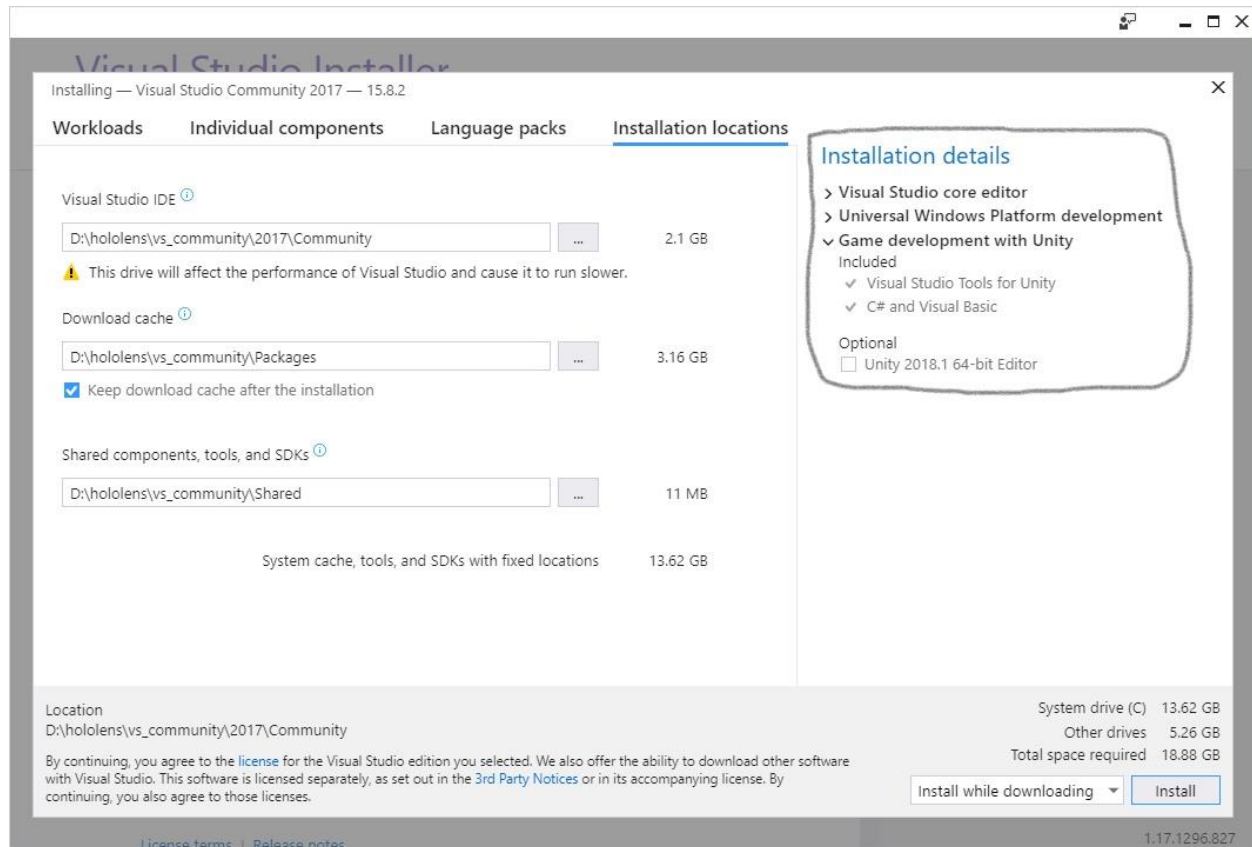 Visual Studio Installer
Installing — Visual Studio Community 2017 — 15.8.2
Workloads Individual components Language packs Installation locations
Visual Studio IDE
D:\hololens\vs_community\2017\Community ... 2.1 GB
This drive will affect the performance of Visual Studio and cause it to run slower.
Download cache
D:\hololens\vs_community\Packages ... 3.16 GB
Keep download cache after the installation
Shared components, tools, and SDKs
D:\hololens\vs_community\Shared ... 11 MB
System cache, tools, and SDKs with fixed locations 13.62 GB
Installation details
Visual Studio core editor
Universal Windows Platform development
Game development with Unity
Included
Visual Studio Tools for Unity
C# and Visual Basic
Optional
Unity 2018.1 64-bit Editor
Location
D:\hololens\vs_community\2017\Community
By continuing, you agree to the license for the Visual Studio edition you selected. We also offer the ability to download other software
with Visual Studio. This software is licensed separately, as set out in the 3rd Party Notices or in its accompanying license. By
continuing, you also agree to those licenses.
System drive (C) 13.62 GB
Other drives 5.26 GB
Total space required 18.88 GB
Install while downloading Install
License terms | Release notes
1.17.1296.827